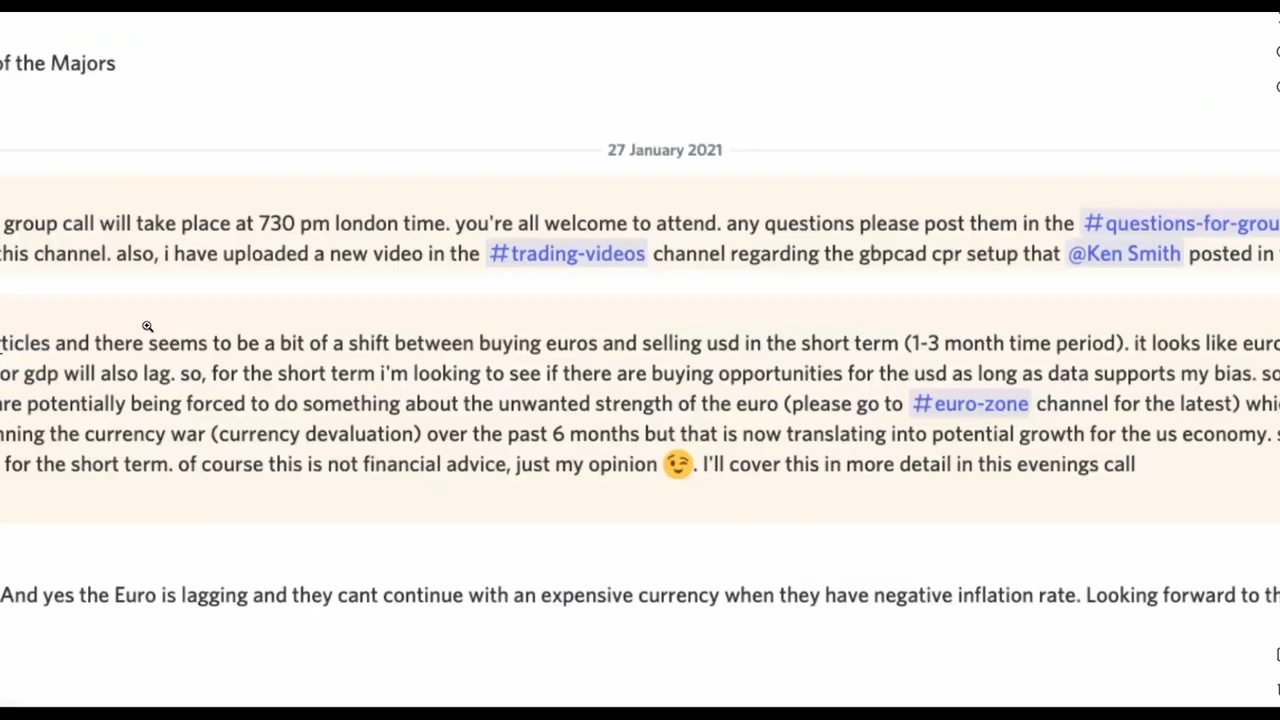 of the Majors
27 January 2021
group call will take place at 730 pm london time. you're all welcome to attend. any questions please post them in the #questions-for-grou
this channel. also, i have uploaded a new video in the #trading-videos channel regarding the gbpcad cpr setup that @Ken Smith posted in
ticles and there seems to be a bit of a shift between buying euros and selling usd in the short term (1-3 month time period). it looks like euro
or gdp will also lag. so, for the short term i'm looking to see if there are buying opportunities for the usd as long as data supports my bias. so
are potentially being forced to do something about the unwanted strength of the euro (please go to #euro-zone channel for the latest) whi
nning the currency war (currency devaluation) over the past 6 months but that is now translating into potential growth for the us economy. s
for the short term. of course this is not financial advice, just my opinion 😉. I'll cover this in more detail in this evenings call
And yes the Euro is lagging and they cant continue with an expensive currency when they have negative inflation rate. Looking forward to th